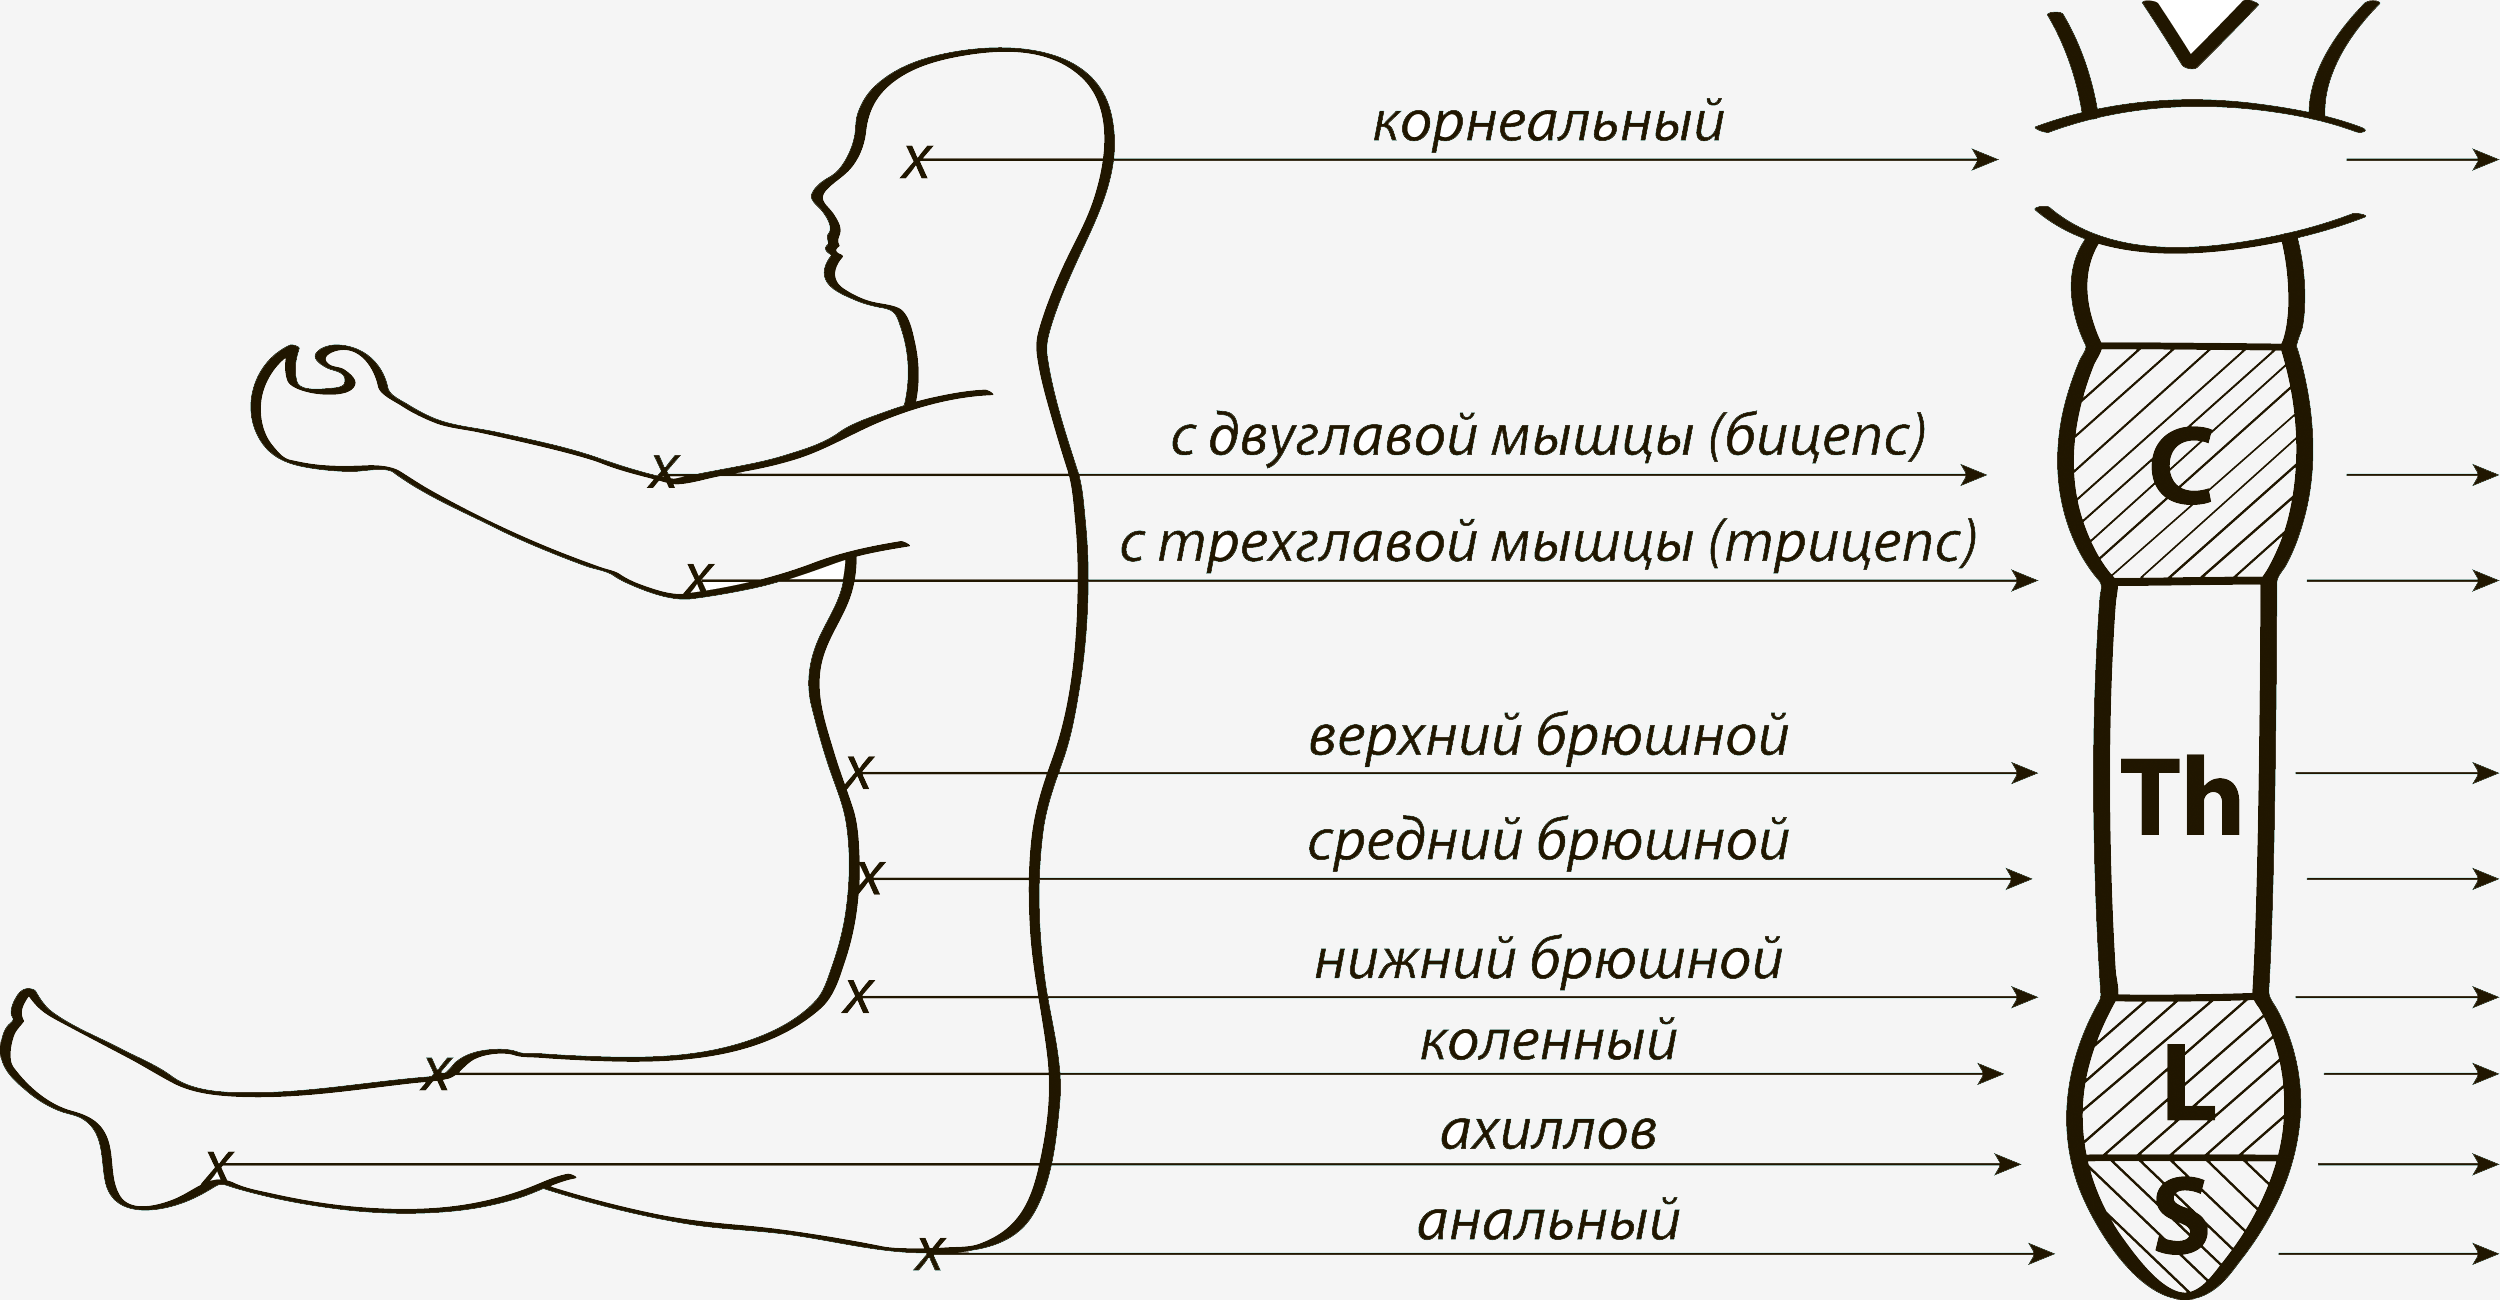 корнеальный
с двуглавой мышцы (бицепс)
C
с трехглавой мышцы (трицепс)
верхний брюшной
Th
средний брюшной
нижний брюшной
коленный
L
ахиллов
S
анальный